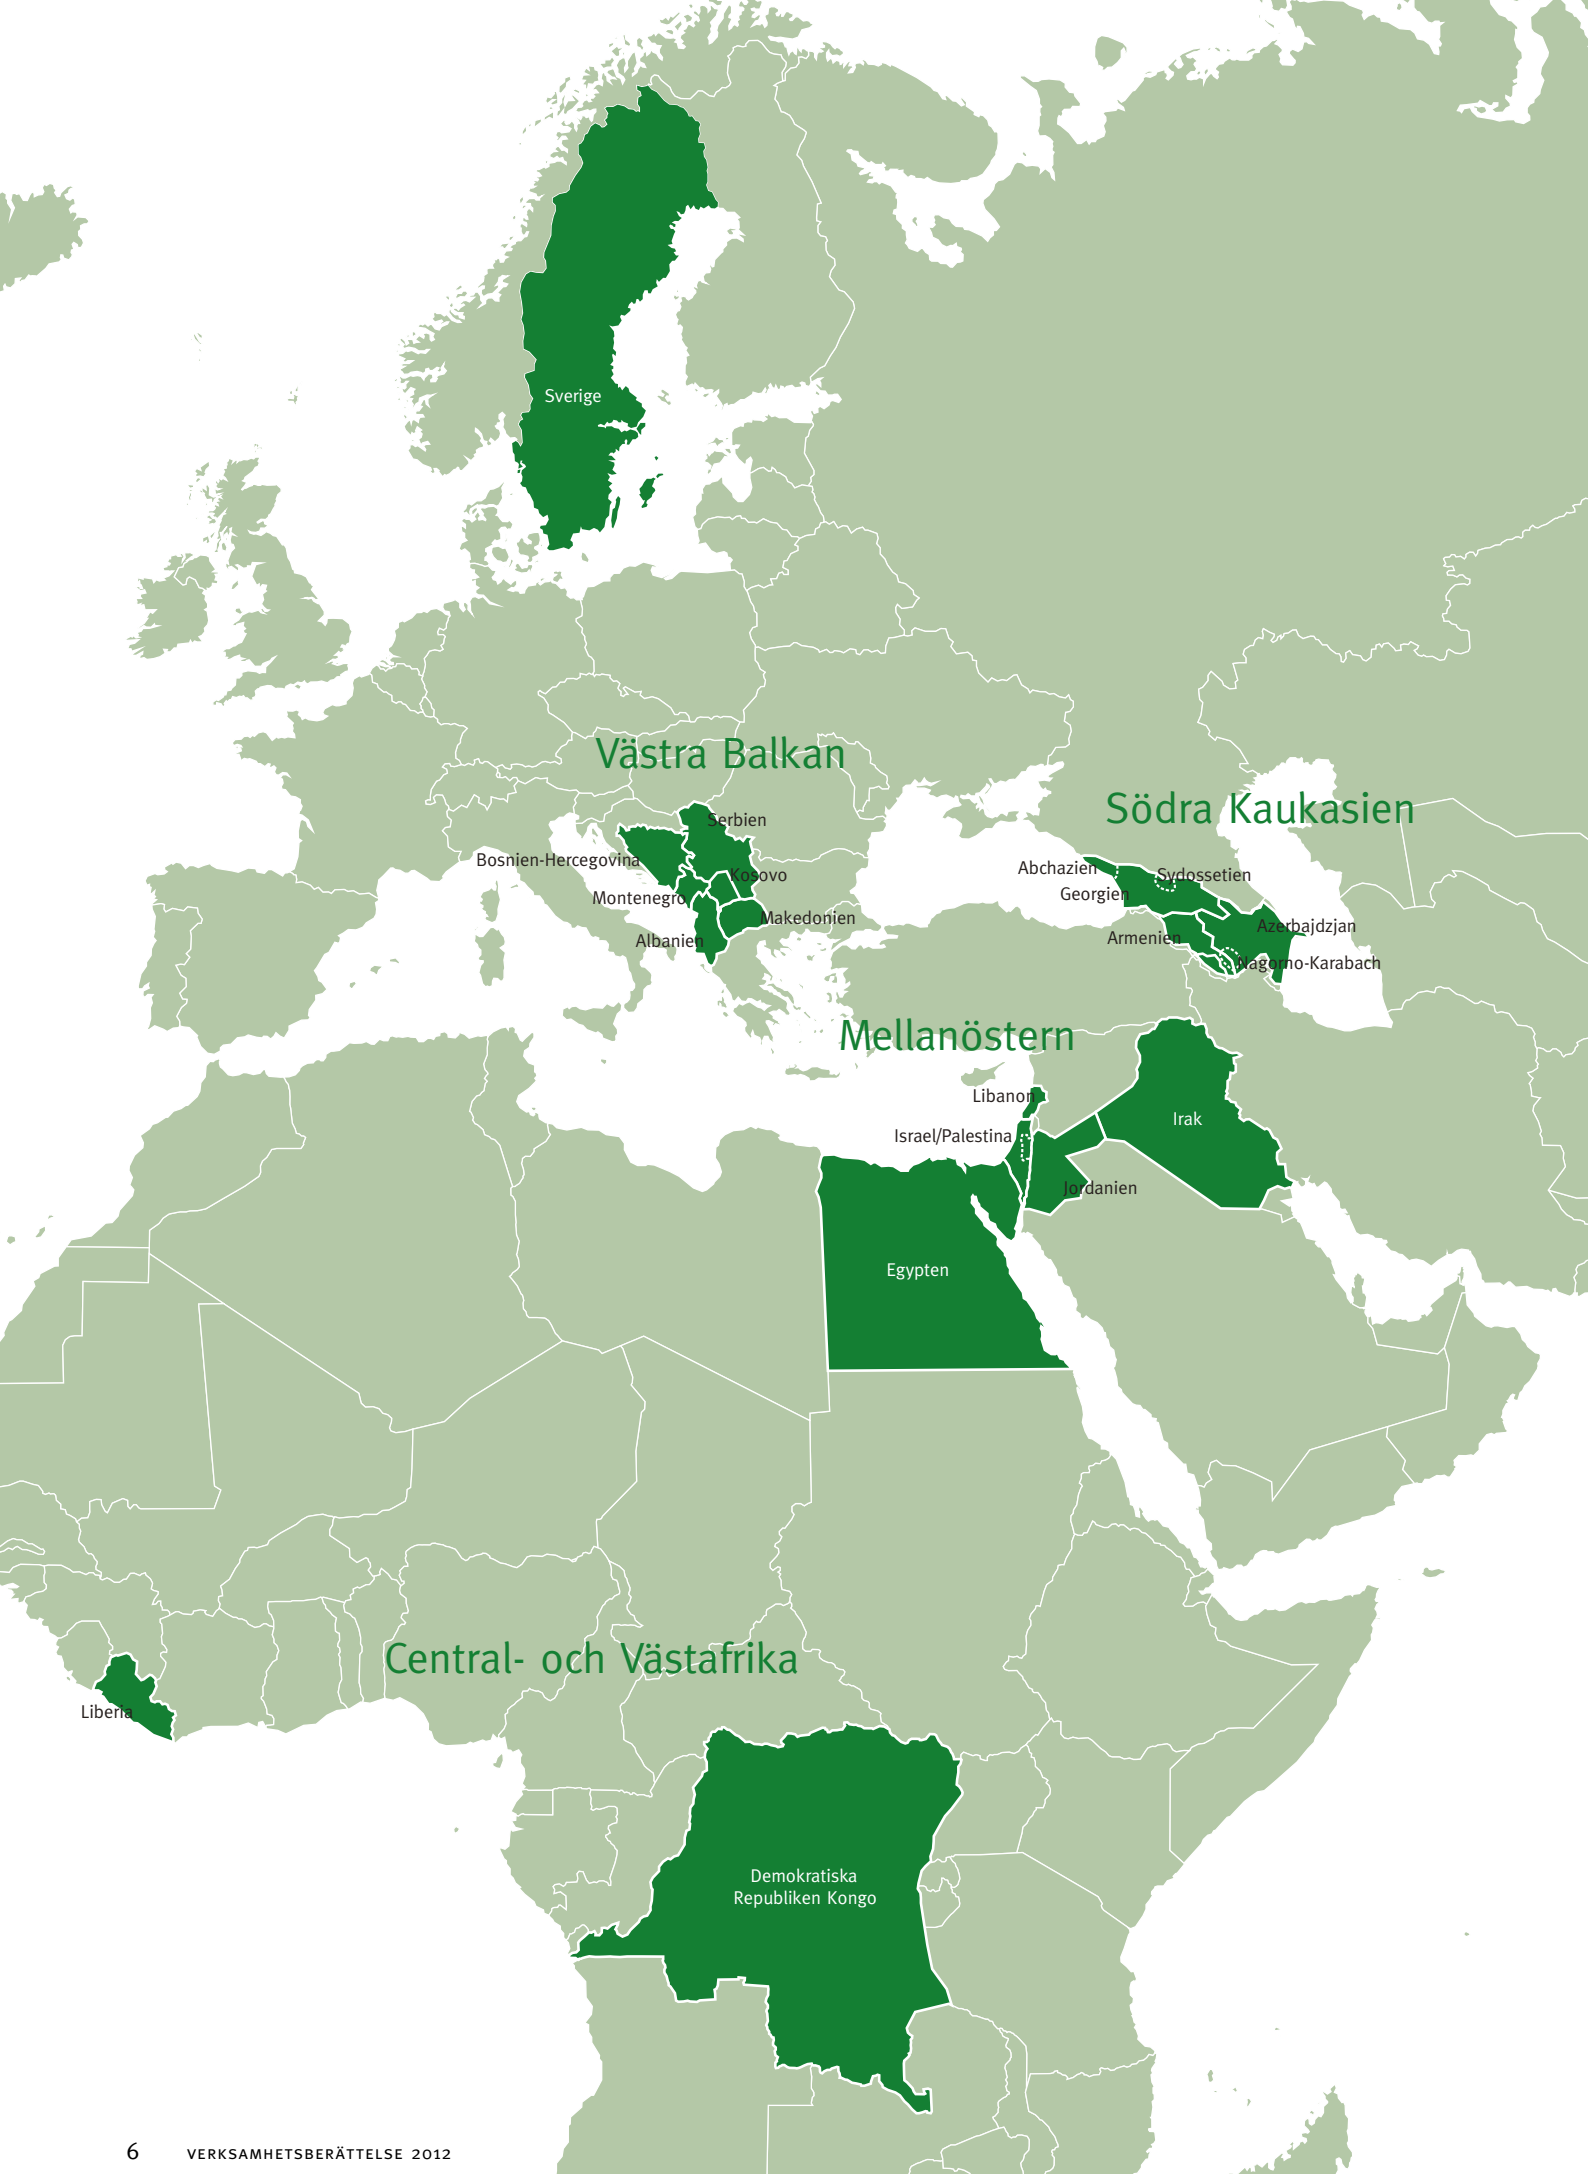 Sverige
Västra Balkan
Södra Kaukasien
Serbien
Bosnien-Hercegovina
Kosovo
Montenegro
Makedonien
Albanien
Abchazien
Sydossetien
Georgien
Azerbajdzjan
Armenien
Nagorno-Karabach
Mellanöstern
Libanon
Irak
Israel/Palestina
Jordanien
Egypten
Central- och Västafrika
Liberia
Demokratiska
Republiken Kongo
6 VERKSAMHETSBERÄTTELSE 2012